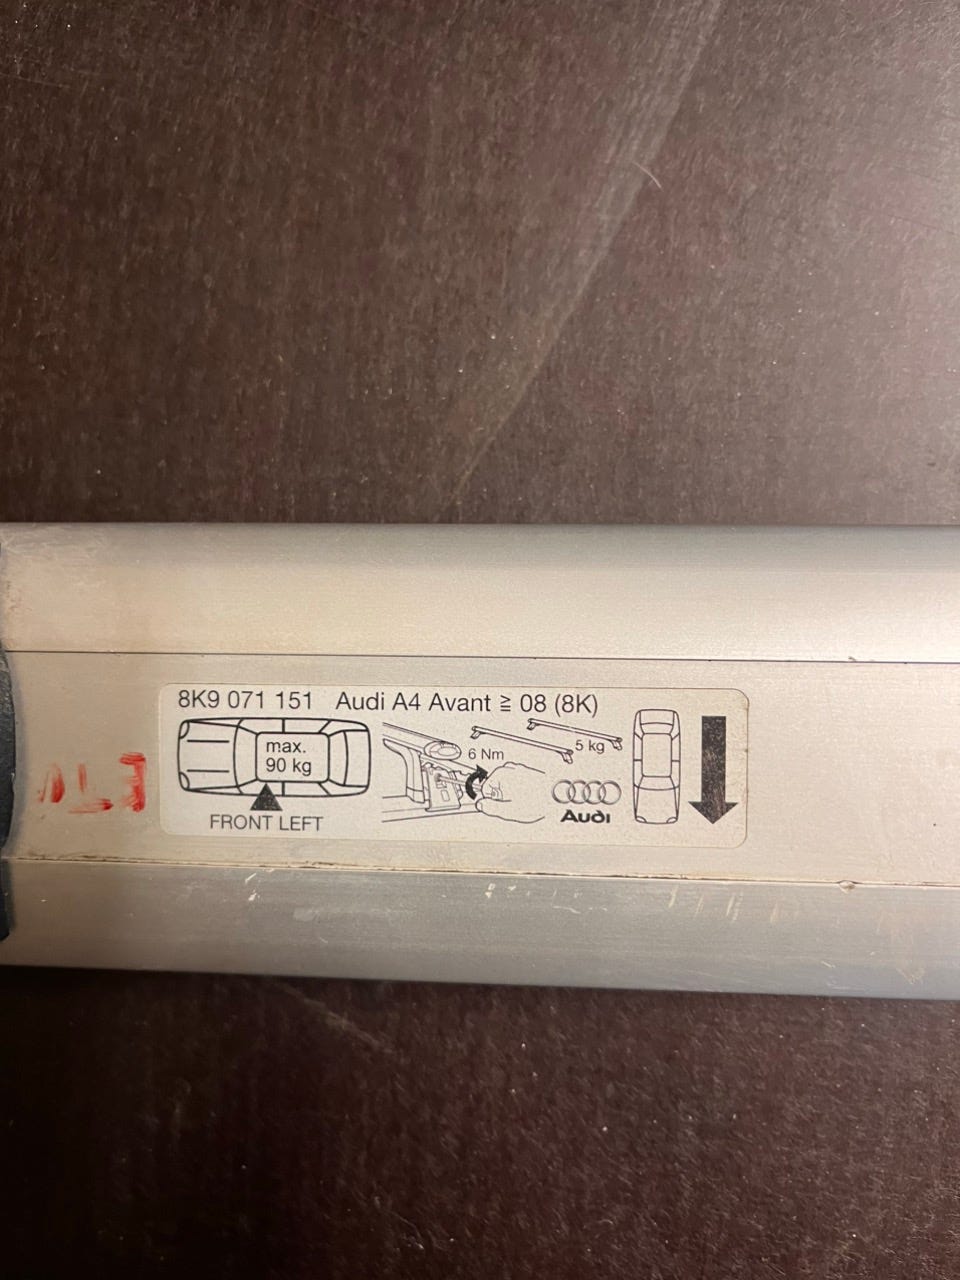 8K9 071 151 Audi A4 Avant ≧ 08 (8K)
max.
90 kg
FRONT LEFT
6 Nm
5 kg
Audi